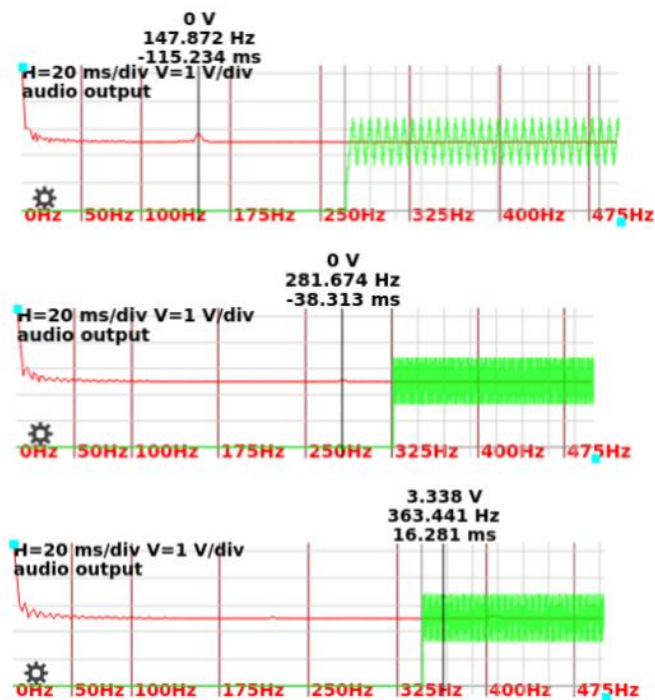 0 V
147.872 Hz
-115.234 ms
H=20 ms/div V=1 V/div
audio output
0Hz 50Hz 100Hz 175Hz 250Hz 325Hz 400Hz 475Hz
0 V
281.674 Hz
-38.313 ms
H=20 ms/div V=1 V/div
audio output
0Hz 50Hz 100Hz 175Hz 250Hz 325Hz 400Hz 475Hz
3.338 V
363.441 Hz
16.281 ms
H=20 ms/div V=1 V/div
audio output
0Hz 50Hz 100Hz 175Hz 250Hz 325Hz 400Hz 475Hz